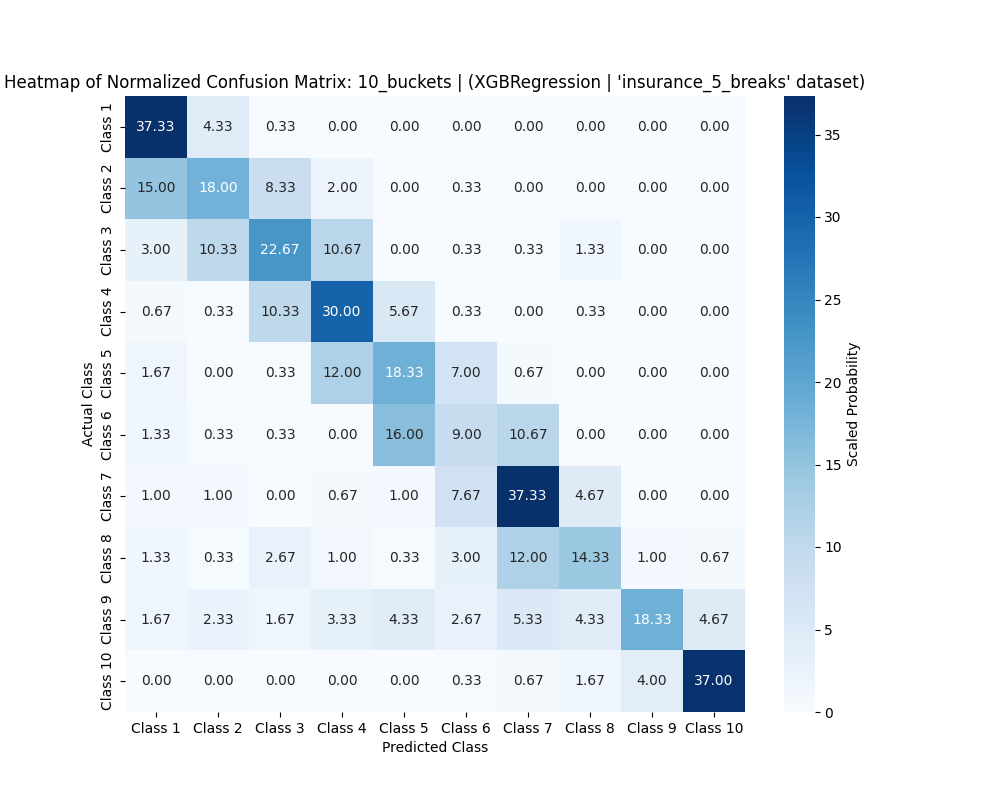 Heatmap of Normalized Confusion Matrix: 10_buckets | (XGBRegression | 'insurance_5_breaks' dataset)
Class 1 37.33 4.33 0.33 0.00 0.00 0.00 0.00 0.00 0.00 0.00
Class 2 15.00 18.00 8.33 2.00 0.00 0.33 0.00 0.00 0.00 0.00
Class 3 3.00 10.33 22.67 10.67 0.00 0.33 0.33 1.33 0.00 0.00
Class 4 0.67 0.33 10.33 30.00 5.67 0.33 0.00 0.33 0.00 0.00
Class 5 1.67 0.00 0.33 12.00 18.33 7.00 0.67 0.00 0.00 0.00
Class 6 1.33 0.33 0.33 0.00 16.00 9.00 10.67 0.00 0.00 0.00
Class 7 1.00 1.00 0.00 0.67 1.00 7.67 37.33 4.67 0.00 0.00
Class 8 1.33 0.33 2.67 1.00 0.33 3.00 12.00 14.33 1.00 0.67
Class 9 1.67 2.33 1.67 3.33 4.33 2.67 5.33 4.33 18.33 4.67
Class 10 0.00 0.00 0.00 0.00 0.00 0.33 0.67 1.67 4.00 37.00
Class 1 Class 2 Class 3 Class 4 Class 5 Class 6 Class 7 Class 8 Class 9 Class 10
Predicted Class
Actual Class
35
30
25
20
15
10
5
0
Scaled Probability